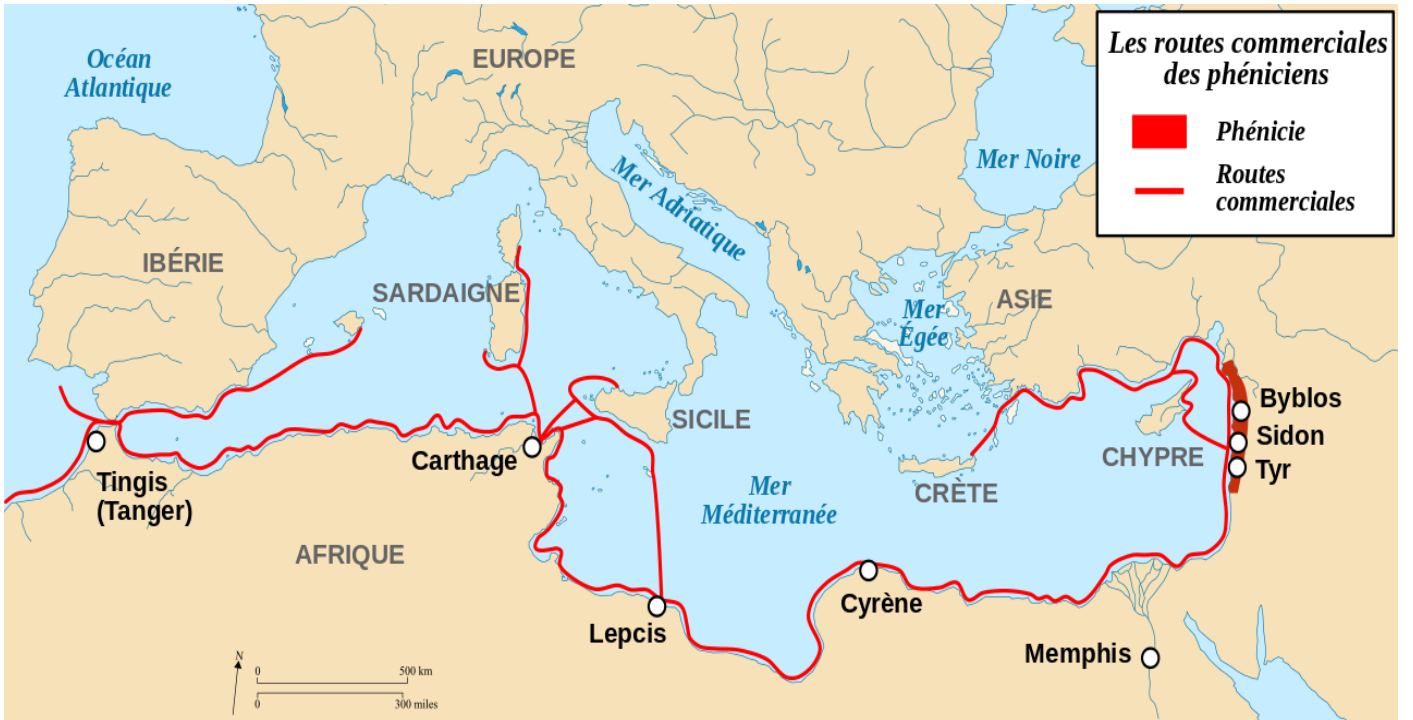 Les routes commerciales
des phéniciens
Phénicie
Routes
commerciales
Océan
Atlantique
EUROPE
Mer Noire
Mer Adriatique
IBÉRIE
SARDAIGNE
ASIE
Mer
Égée
Byblos
SICILE
Sidon
CHYPRE
Tyr
Carthage
Tingis
(Tanger)
CRÈTE
Mer
Méditerranée
AFRIQUE
Cyrène
Lepcis
Memphis
N
0
500 km
0
300 miles